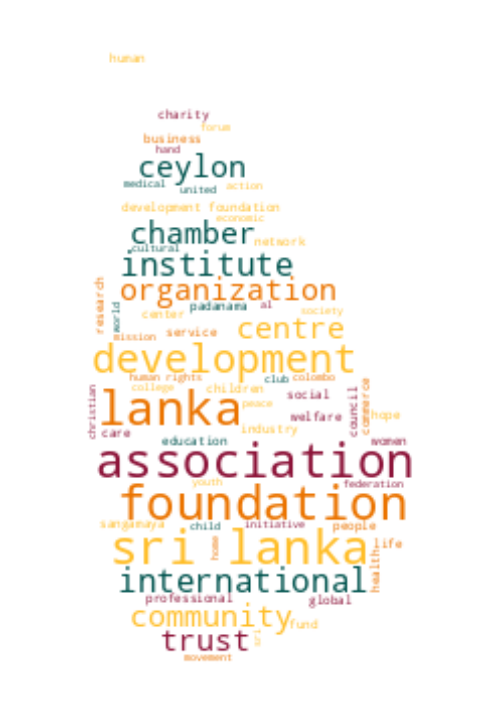 human
charity
forum
business
hand
ceylon
medical
united
action
development foundation
economic
chamber
network
cultural
institute
organization
research
world
padanama
al
center
society
mission
service
centre
development
human rights
club
colombo
college
children
christian
lanka
social
council
commerce
peace
welfare
hope
care
industry
education
women
association
youth
federation
foundation
sangamaya
child
initiative
people
sri lanka
home
life
health
international
professional
global
community
fund
trust
sri
movement